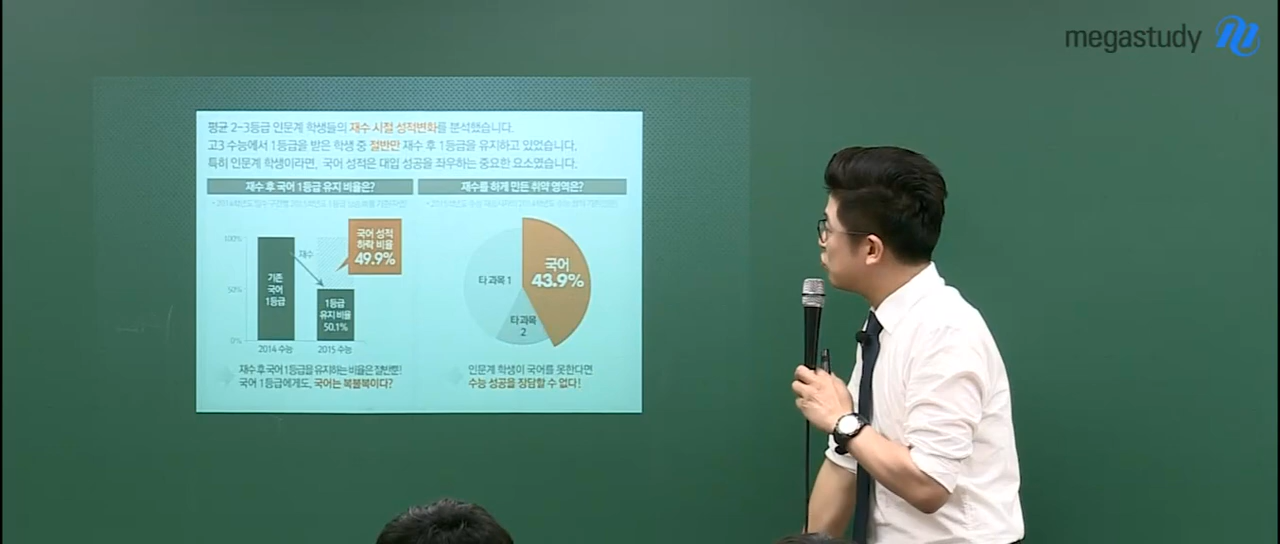 megastudy
평균 2-3등급 인문계 학생들의 재수 시절 성적변화를 분석했습니다.
고3 수능에서 1등급을 받은 학생 중 절반만 재수 후 1등급을 유지하고 있었습니다.
특히 인문계 학생이라면, 국어 성적은 대입 성공을 좌우하는 중요한 요소였습니다.
재수 후 국어 1등급 유지 비율은?
100%
50%
0%
기존
국어
1등급
재수
국어 성적
하락 비율
49.9%
1등급
유지 비율
50.1%
2014 수능
2015 수능
재수 후 국어 1등급을 유지하는 비율은 절반뿐!
국어 1등급에게도, 국어는 복불복이다?
재수를 하게 만든 취약 영역은?
타 과목 1
국어
43.9%
타 과목
2
인문계 학생이 국어를 못한다면
수능 성공을 장담할 수 없다!